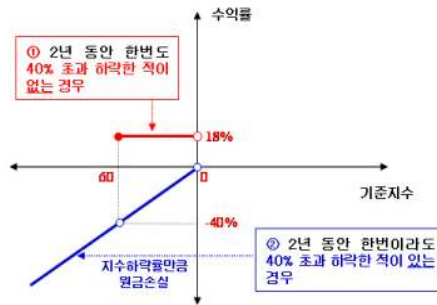 수익률
① 2년 동안 한번도
40% 초과 하락한 적이
없는 경우
18%
60
0
기준지수
-40%
② 2년 동안 한번이라도
40% 초과 하락한 적이 있는
경우
지수하락률만큼
원금손실